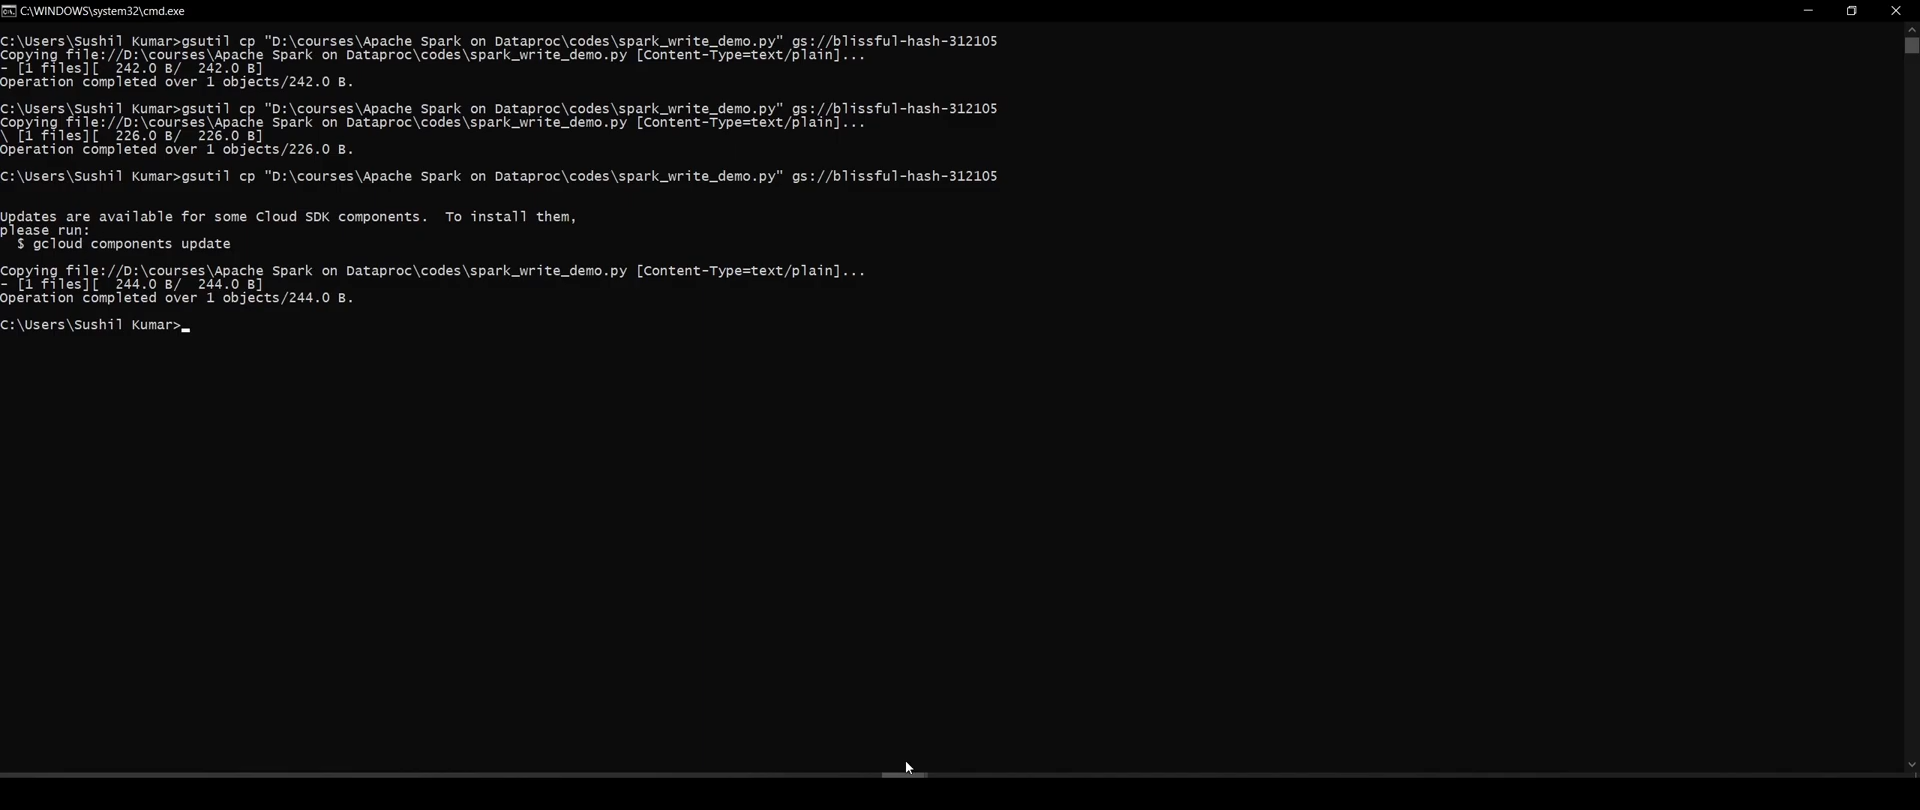 C:\WINDOWS\system32\cmd.exe
C:\Users\Sushil Kumar>gsutil cp "D:\courses\Apache Spark on Dataproc\codes\spark_write_demo.py" gs://blissful-hash-312105
Copying file://D:\courses\Apache Spark on Dataproc\codes\spark_write_demo.py [Content-Type=text/plain]...
- [1 files][  242.0 B/  242.0 B]
Operation completed over 1 objects/242.0 B.
C:\Users\Sushil Kumar>gsutil cp "D:\courses\Apache Spark on Dataproc\codes\spark_write_demo.py" gs://blissful-hash-312105
Copying file://D:\courses\Apache Spark on Dataproc\codes\spark_write_demo.py [Content-Type=text/plain]...
\ [1 files][  226.0 B/  226.0 B]
Operation completed over 1 objects/226.0 B.
C:\Users\Sushil Kumar>gsutil cp "D:\courses\Apache Spark on Dataproc\codes\spark_write_demo.py" gs://blissful-hash-312105
Updates are available for some Cloud SDK components.  To install them,
please run:
  $ gcloud components update
Copying file://D:\courses\Apache Spark on Dataproc\codes\spark_write_demo.py [Content-Type=text/plain]...
- [1 files][  244.0 B/  244.0 B]
Operation completed over 1 objects/244.0 B.
C:\Users\Sushil Kumar>